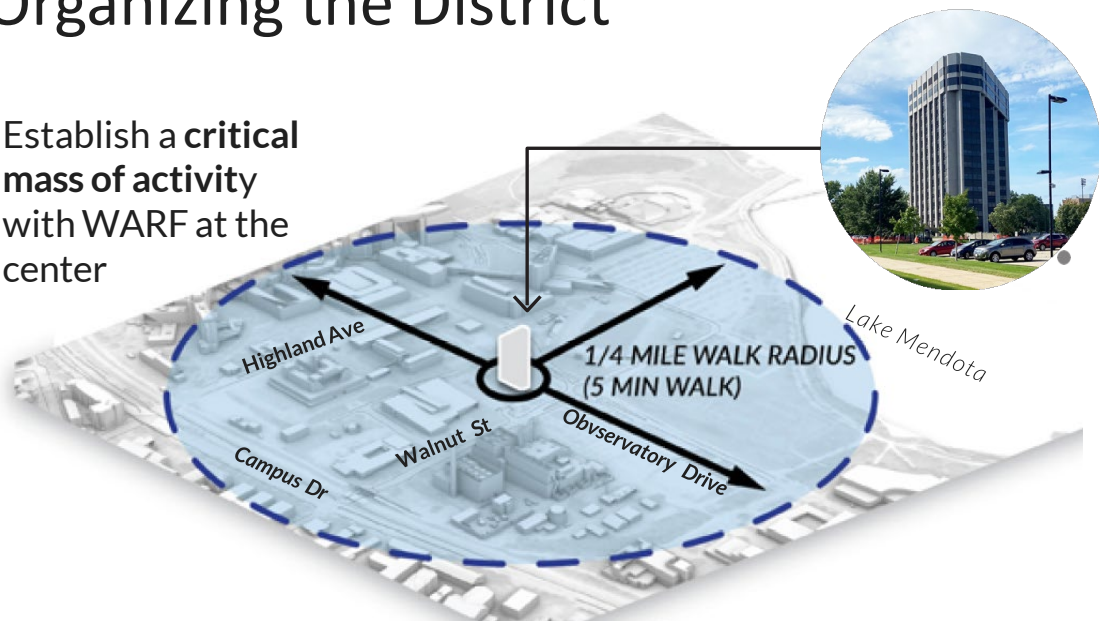 Organizing the District
Establish a critical
mass of activity
with WARF at the
center
Highland Ave
Lake Mendota
1/4 MILE WALK RADIUS
(5 MIN WALK)
Walnut St
Obvservatory Drive
Campus Dr